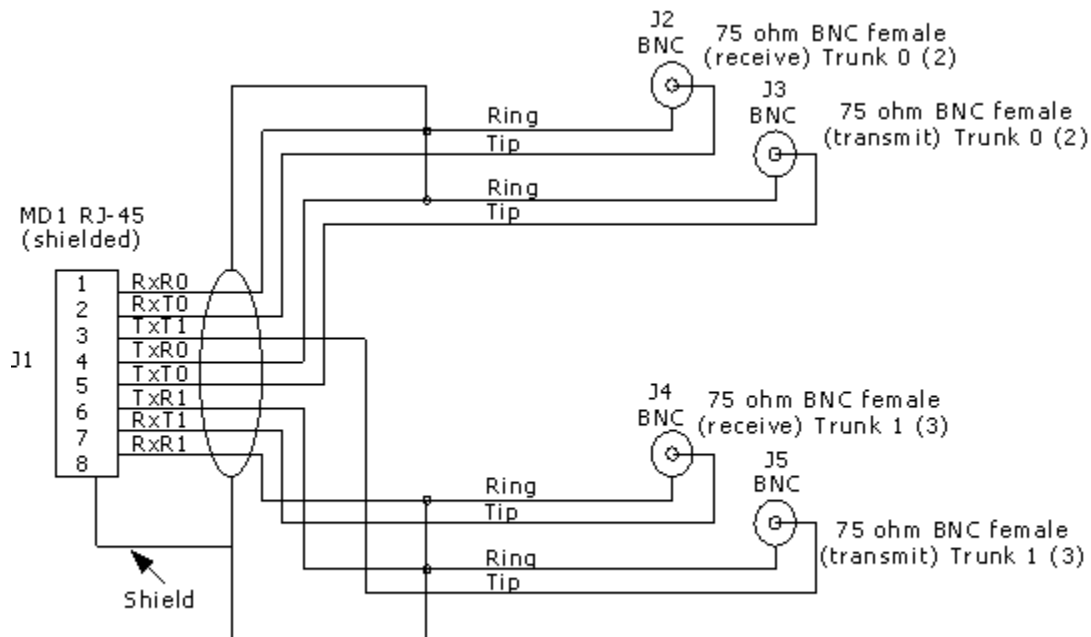 J2
BNC
75 ohm BNC female
(receive) Trunk 0 (2)
J3
BNC
75 ohm BNC female
(transmit) Trunk 0 (2)
Ring
Tip
Ring
Tip
MD1 RJ-45
(shielded)
J1
1 RxR0
2 RxT0
3 TxT1
4 TxR0
5 TxT0
6 TxR1
7 RxT1
8 RxR1
J4
BNC
75 ohm BNC female
(receive) Trunk 1 (3)
J5
BNC
75 ohm BNC female
(transmit) Trunk 1 (3)
Ring
Tip
Ring
Tip
Shield